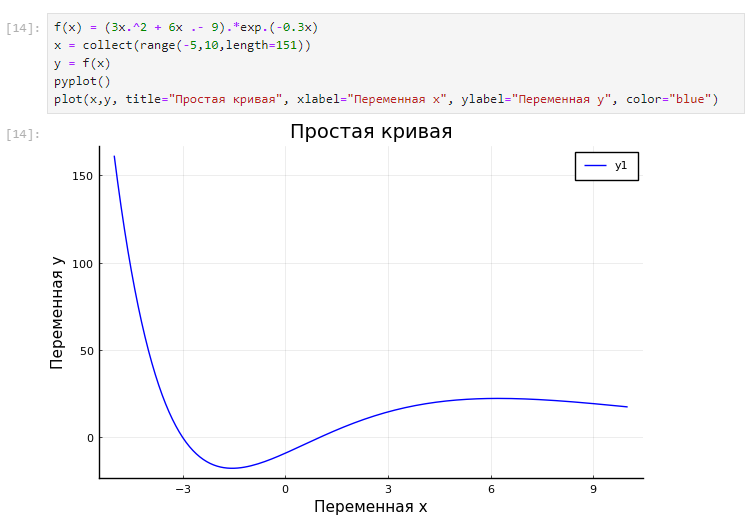 [14]: f(x) = (3x.^2 + 6x .- 9).*exp.(-0.3x)
x = collect(range(-5,10,length=151))
y = f(x)
pyplot()
plot(x,y, title="Простая кривая", xlabel="Переменная x", ylabel="Переменная y", color="blue")
[14]:
Простая кривая
y1
150
100
50
0
Переменная y
−3 0 3 6 9
Переменная x